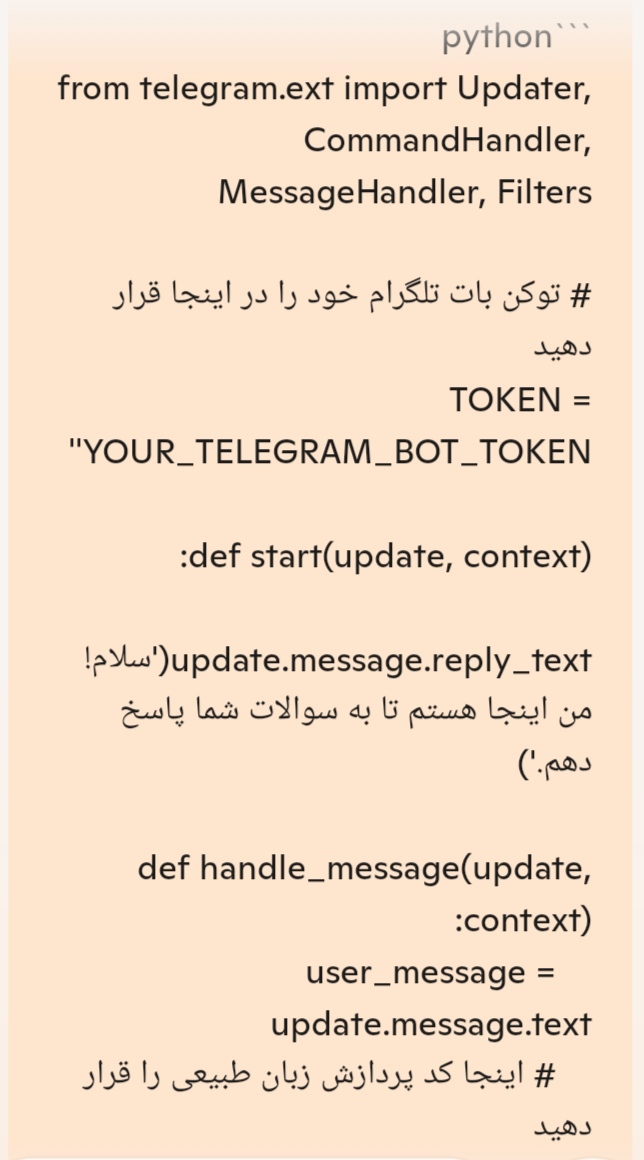 ```python
from telegram.ext import Updater,
CommandHandler,
MessageHandler, Filters
# توکن بات تلگرام خود را در اینجا قرار
دهید
TOKEN =
"YOUR_TELEGRAM_BOT_TOKEN
def start(update, context):
update.message.reply_text('سلام!
من اینجا هستم تا به سوالات شما پاسخ
دهم.')
def handle_message(update,
context):
user_message =
update.message.text
# اینجا کد پردازش زبان طبیعی را قرار
دهید